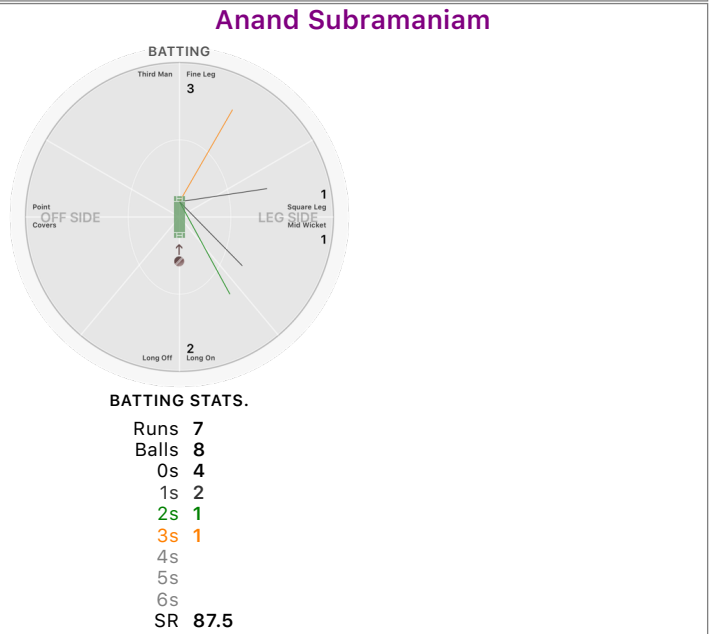 Anand Subramaniam
BATTING
Third Man Fine Leg
3
1
Point Square Leg
OFF SIDE LEG SIDE
Covers Mid Wicket
1
2
Long Off Long On
BATTING STATS.
Runs 7
Balls 8
0s 4
1s 2
2s 1
3s 1
4s
5s
6s
SR 87.5